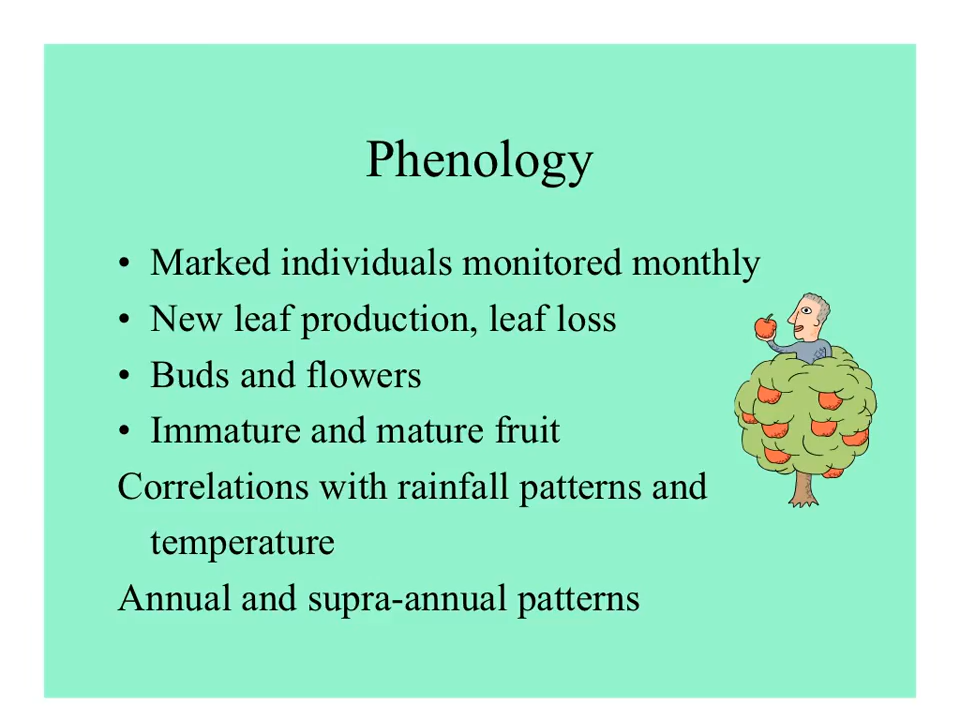 Phenology
• Marked individuals monitored monthly
• New leaf production, leaf loss
• Buds and flowers
• Immature and mature fruit
Correlations with rainfall patterns and
temperature
Annual and supra-annual patterns